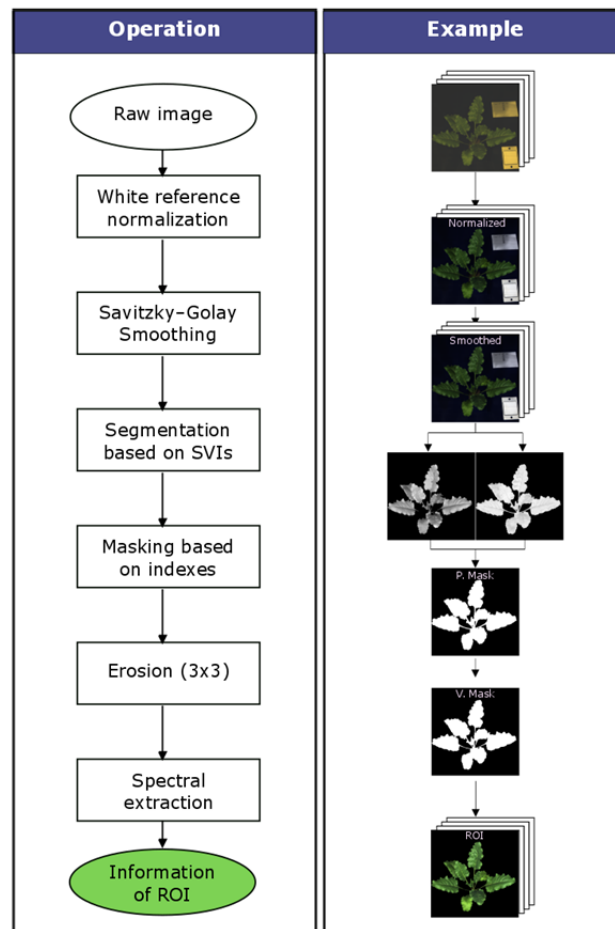 Operation
Raw image
White reference
normalization
Savitzky-Golay
Smoothing
Segmentation
based on SVIs
Masking based
on indexes
Erosion (3x3)
Spectral
extraction
Information
of ROI
Example
Normalized
Smoothed
P. Mask
V. Mask
ROI